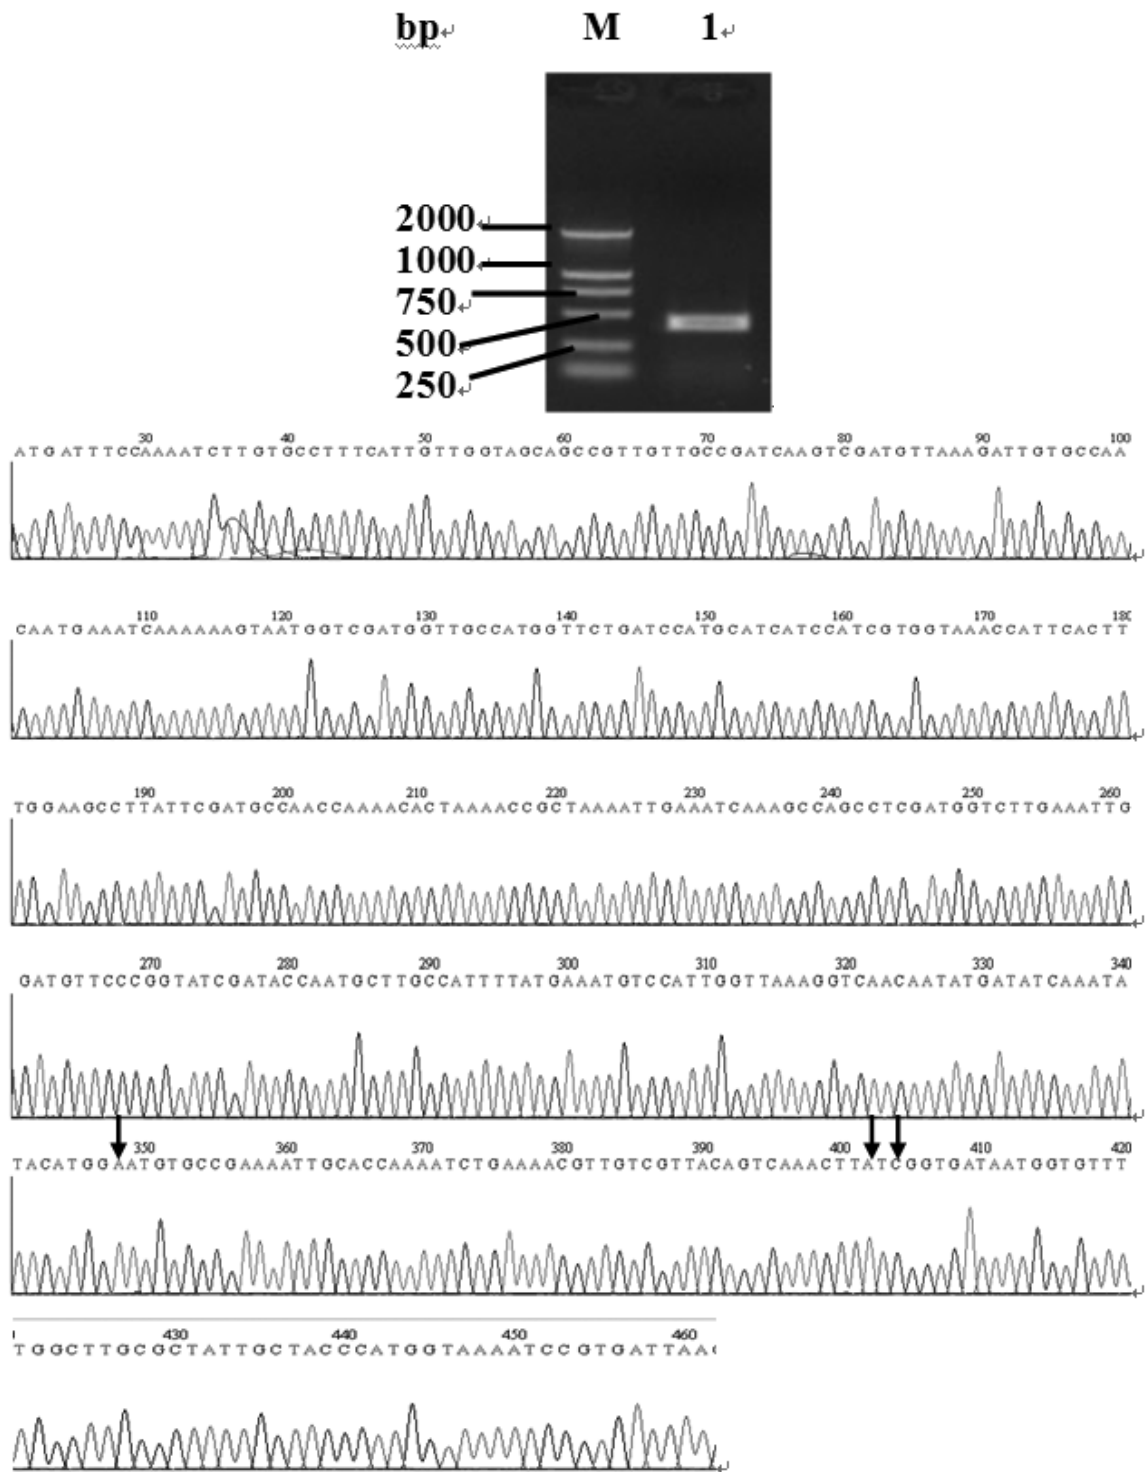 bp M 1
2000
1000
750
500
250
30 40 50 60 70 80 90 100
ATGATTTCCAAAATCTTGTGCCTTTCATTGTTGGTAGCAGCCGTTGTTGCCGATCAAGTCGATGTTAAAGATTGTGCCAA
110 120 130 140 150 160 170 180
CAATGAAATCAAAAAAGTAATGGTCGATGGTTGCCATGGTTCTGATCCATGCATCATCCATCGTGGTAAACCATTCACTT
190 200 210 220 230 240 250 260
TGGAAGCCTTATTCGATGCCAACCAAAACACTAAAACCGCTAAAATTGAAATCAAAGCCAGCCTCGATGGTCTTGAAATTG
270 280 290 300 310 320 330 340
GATGTTCCCGGTATCGATACCAATGCTTGCCATTTTATGAAATGTCCATTGGTTAAAGGTCAACAATATGATATCAAATA
350 360 370 380 390 400 410 420
TACATGGAATGTGCCGAAAATTGCACCAAAATCTGAAAACGTTGTCGTTACAGTCAAACTTATCGGTGATAATGGTGTTT
430 440 450 460
TGGCTTGCGCTATTGCTACCCATGGTAAAATCCGTGATTAA